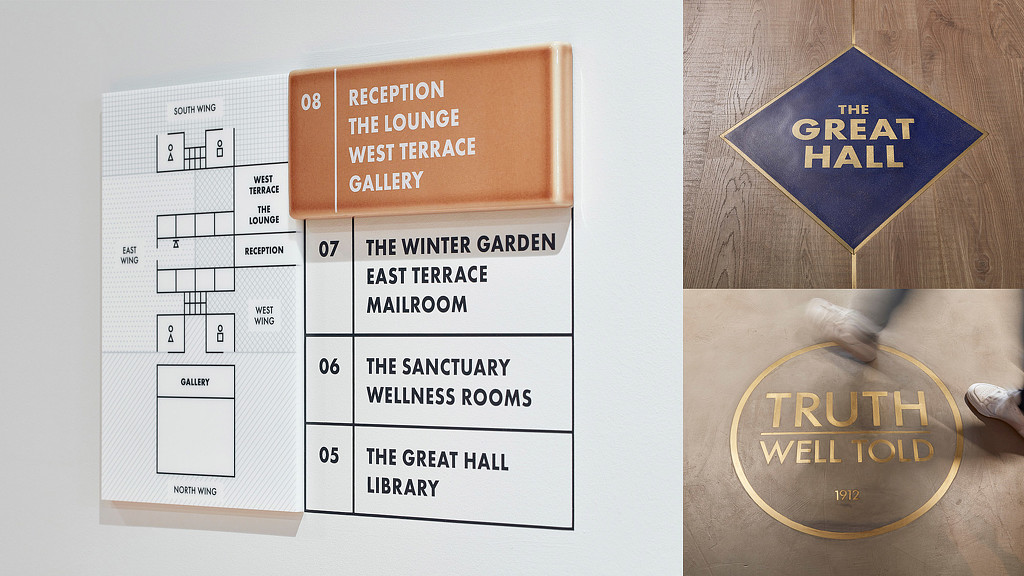 SOUTH WING
WEST
TERRACE
THE
LOUNGE
EAST
WING
RECEPTION
WEST
WING
GALLERY
NORTH WING
08
RECEPTION
THE LOUNGE
WEST TERRACE
GALLERY
07
THE WINTER GARDEN
EAST TERRACE
MAILROOM
06
THE SANCTUARY
WELLNESS ROOMS
05
THE GREAT HALL
LIBRARY
THE
GREAT
HALL
TRUTH
WELL TOLD
1912